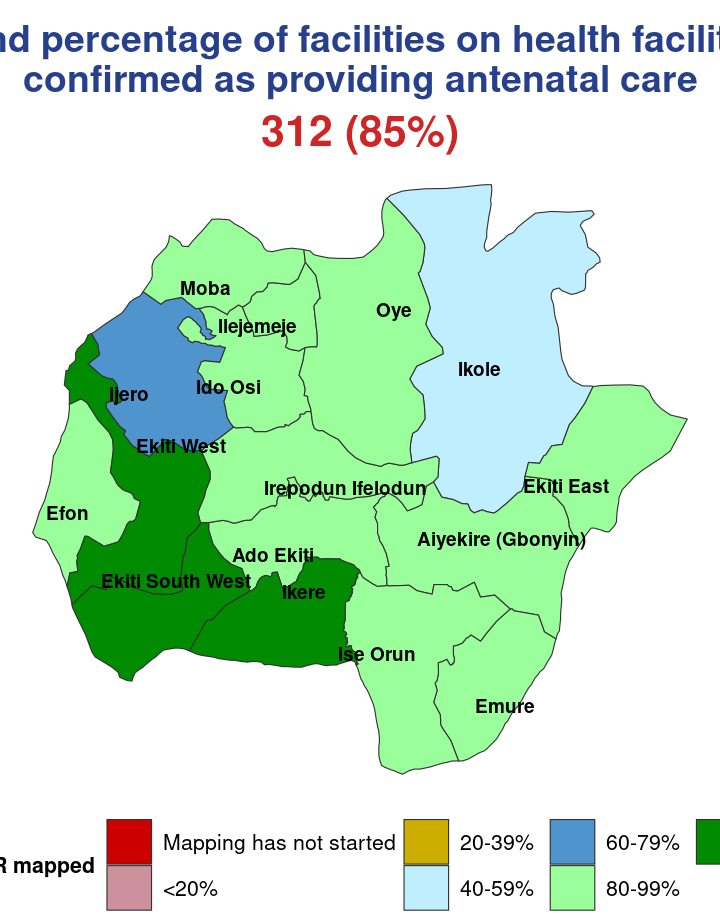 percentage of facilities on health
confirmed as providing antenatal care
312 (85%)
Moba
Ilejemeje
Oye
Ikole
Ijero
Ido Osi
Ekiti West
Irepodun Ifelodun
Ekiti East
Efon
Aiyekire (Gbonyin)
Ado Ekiti
Ekiti South West
Ikere
Ise Orun
Emure
Mapping has not started 20-39% 60-79%
R mapped
<20% 40-59% 80-99%